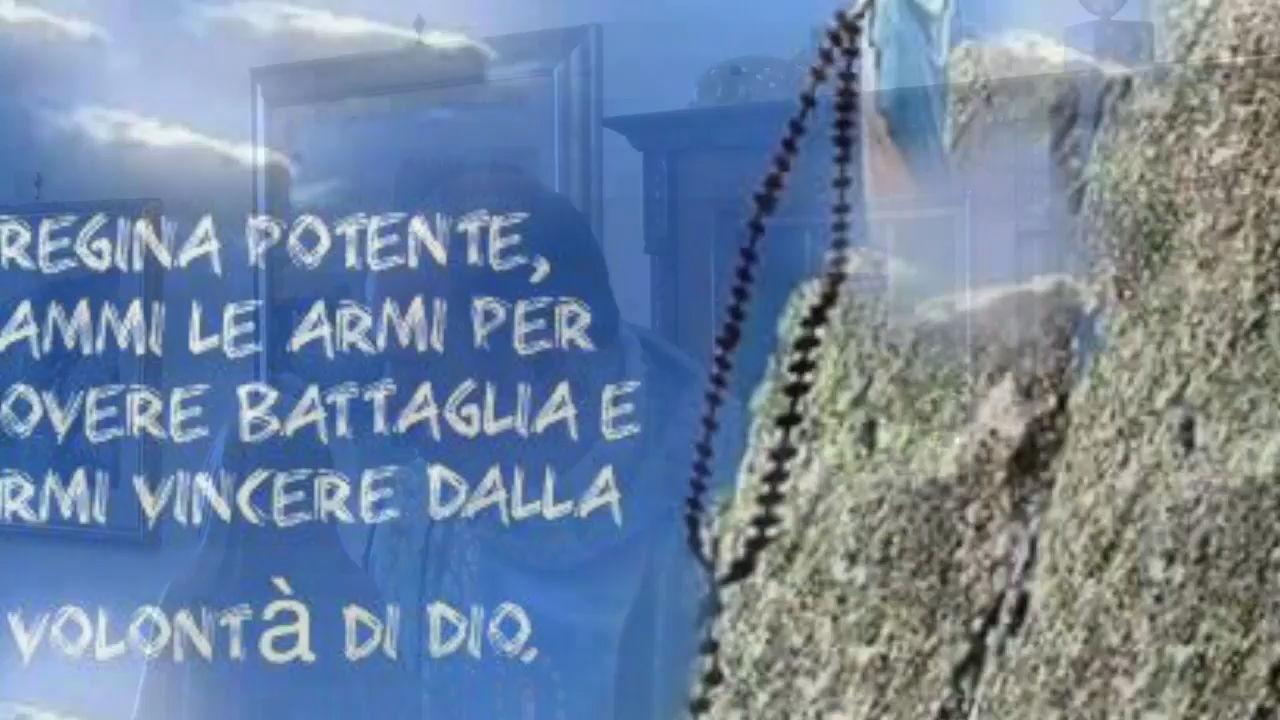 REGINA POTENTE,
AMMI LE ARMI PER
OVERE BATTAGLIA E
RMI VINCERE DALLA
VOLONTÀ DI DIO.